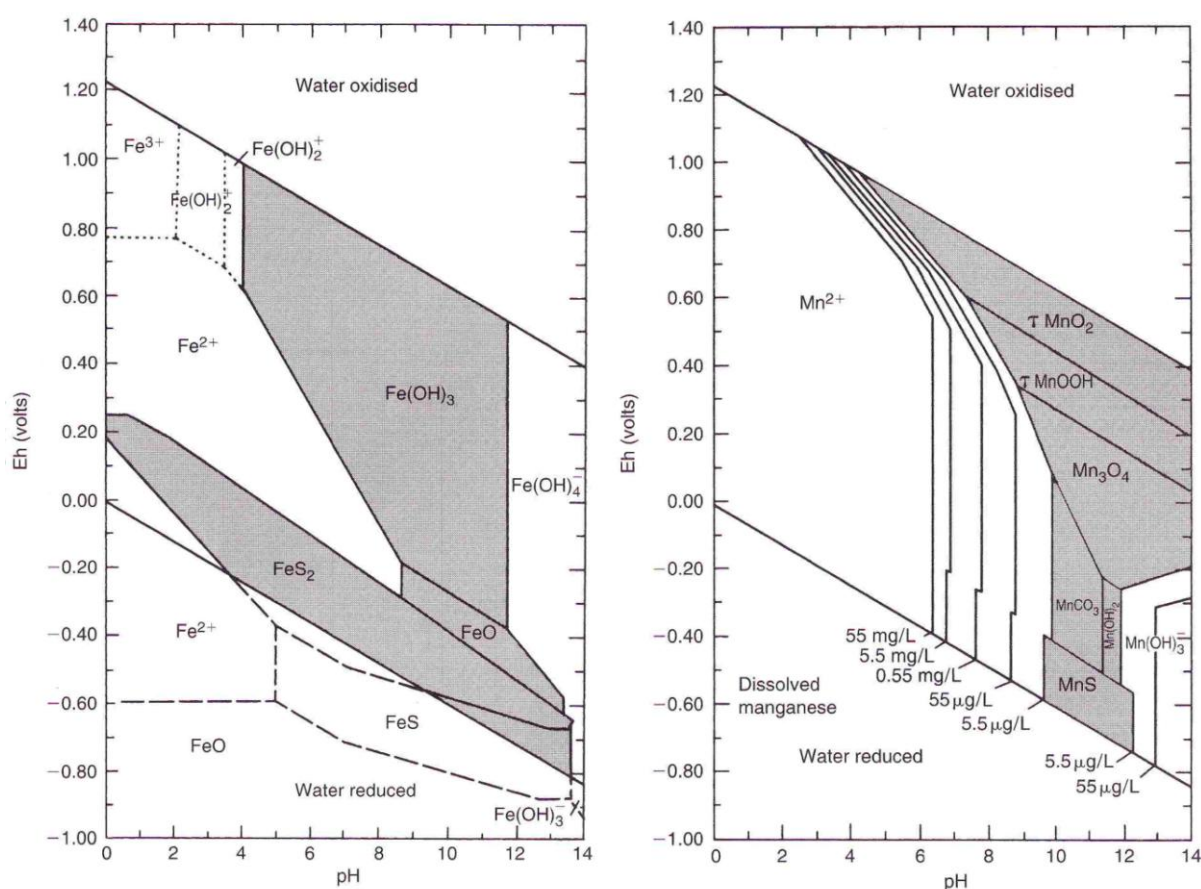 1.40
1.20
1.00
0.80
0.60
0.40
0.20
0.00
−0.20
−0.40
−0.60
−0.80
−1.00
Eh (volts)
0
2
4
6
8
10
12
14
pH
Water oxidised
Fe3+
Fe(OH)2+
Fe(OH)2+
Fe2+
Fe(OH)3
Fe(OH)4−
FeS2
FeO
Fe2+
FeS
FeO
Water reduced
Fe(OH)3−
1.40
1.20
1.00
0.80
0.60
0.40
0.20
0.00
−0.20
−0.40
−0.60
−0.80
−1.00
Eh (volts)
0
2
4
6
8
10
12
14
pH
Water oxidised
Mn2+
τ MnO2
τ MnOOH
Mn3O4
MnCO3
Mn(OH)2
Mn(OH)3−
MnS
55 mg/L
5.5 mg/L
0.55 mg/L
55 μg/L
5.5 μg/L
Dissolved
manganese
Water reduced
5.5 μg/L
55 μg/L